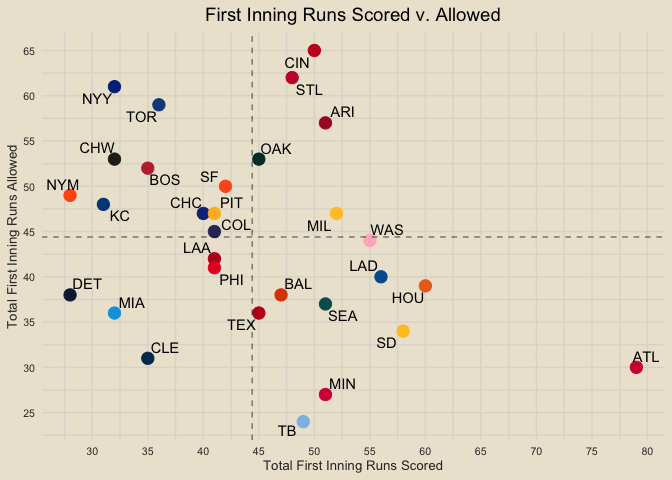 First Inning Runs Scored v. Allowed
65
CIN
STL
NYY
60
TOR
ARI
55
CHW
OAK
BOS
SF
50
NYM
KC
CHC
PIT
MIL
COL
WAS
45
LAA
PHI
LAD
40
HOU
DET
BAL
MIA
SEA
TEX
35
SD
CLE
30
ATL
MIN
25
TB
30 35 40 45 50 55 60 65 70 75 80
Total First Inning Runs Scored
Total First Inning Runs Allowed